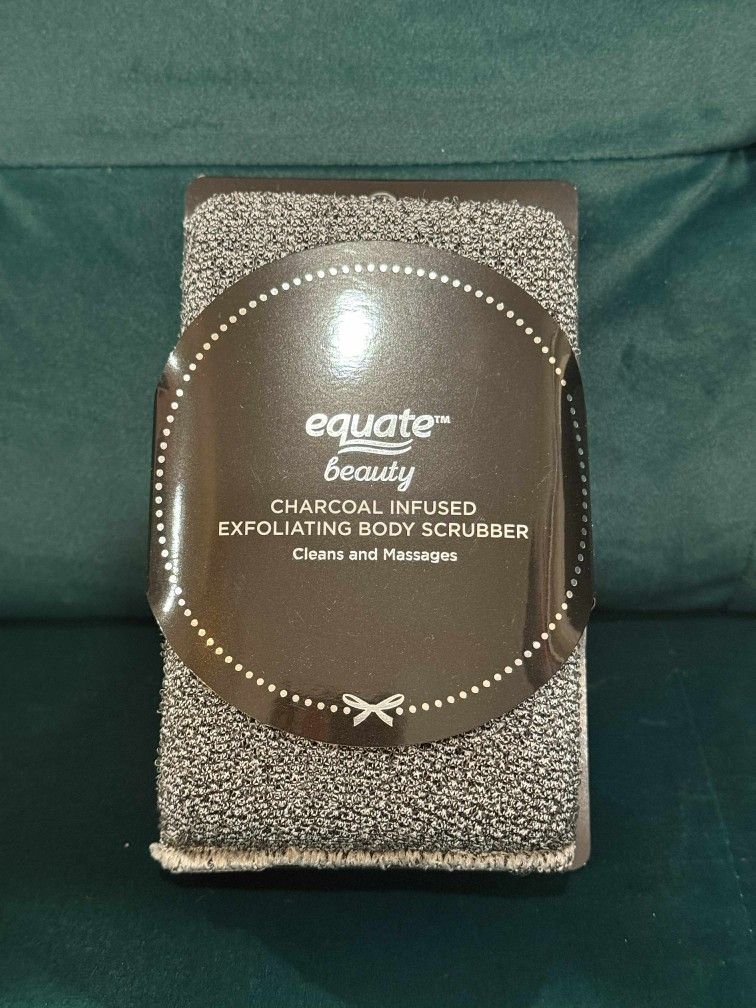 equate™
beauty
CHARCOAL INFUSED
EXFOLIATING BODY SCRUBBER
Cleans and Massages